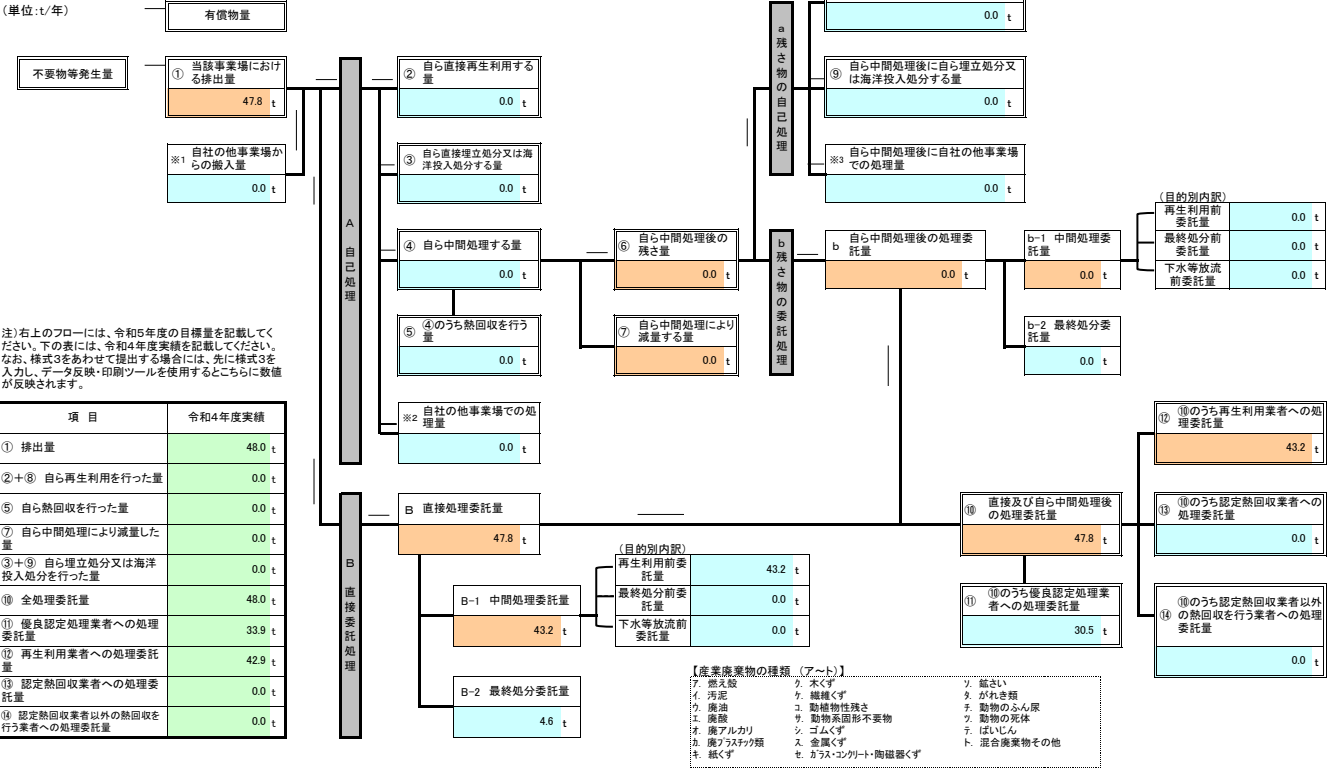 (単位:t/年)
有償物量
不要物等発生量
① 当該事業場におけ
る排出量
47.8 t
※1 自社の他事業場か
らの搬入量
0.0 t
A 自己処理
② 自ら直接再生利用する
量
0.0 t
③ 自ら直接埋立処分又は海
洋投入処分する量
0.0 t
④ 自ら中間処理する量
0.0 t
⑤ ④のうち熱回収を行う
量
0.0 t
※2 自社の他事業場での処
理量
0.0 t
⑥ 自ら中間処理後の
残さ量
0.0 t
⑦ 自ら中間処理により
減量する量
0.0 t
a 残さ物の自己処理
0.0 t
⑨ 自ら中間処理後に自ら埋立処分又
は海洋投入処分する量
0.0 t
※3 自ら中間処理後に自社の他事業場
での処理量
0.0 t
b 残さ物の委託処理
b 自ら中間処理後の処理委
託量
0.0 t
b-1 中間処理委
託量
0.0 t
(目的別内訳)
再生利用前
委託量
0.0 t
最終処分前
委託量
0.0 t
下水等放流
前委託量
0.0 t
b-2 最終処分委
託量
0.0 t
注)右上のフローには、令和5年度の目標量を記載してく
ださい。下の表には、令和4年度実績を記載してください。
なお、様式3をあわせて提出する場合には、先に様式3を
入力し、データ反映・印刷ツールを使用するとこちらに数値
が反映されます。
項 目 令和4年度実績
① 排出量 48.0 t
②+⑧ 自ら再生利用を行った量 0.0 t
⑤ 自ら熱回収を行った量 0.0 t
⑦ 自ら中間処理により減量した
量 0.0 t
③+⑨ 自ら埋立処分又は海洋
投入処分を行った量 0.0 t
⑩ 全処理委託量 48.0 t
⑪ 優良認定処理業者への処理
委託量 33.9 t
⑫ 再生利用業者への処理委託
量 42.9 t
⑬ 認定熱回収業者への処理委
託量 0.0 t
⑭ 認定熱回収業者以外の熱回収を
行う業者への処理委託量 0.0 t
B 直接委託処理
B 直接処理委託量
47.8 t
B-1 中間処理委託量
43.2 t
(目的別内訳)
再生利用前委
託量
43.2 t
最終処分前委
託量
0.0 t
下水等放流前
委託量
0.0 t
B-2 最終処分委託量
4.6 t
⑩ 直接及び自ら中間処理後
の処理委託量
47.8 t
⑪ ⑩のうち優良認定処理業
者への処理委託量
30.5 t
⑫ ⑩のうち再生利用業者への処
理委託量
43.2 t
⑬ ⑩のうち認定熱回収業者への
処理委託量
0.0 t
⑭ ⑩のうち認定熱回収業者以外
の熱回収を行う業者への処理
委託量
0.0 t
【産業廃棄物の種類 (ア~ト)】
ア. 燃え殻
イ. 汚泥
ウ. 廃油
エ. 廃酸
オ. 廃アルカリ
カ. 廃プラスチック類
キ. 紙くず
ク. 木くず
ケ. 繊維くず
コ. 動植物性残さ
サ. 動物系固形不要物
シ. ゴムくず
ス. 金属くず
セ. ガラス・コンクリート・陶磁器くず
ソ. 鉱さい
タ. がれき類
チ. 動物のふん尿
ツ. 動物の死体
テ. ばいじん
ト. 混合廃棄物その他